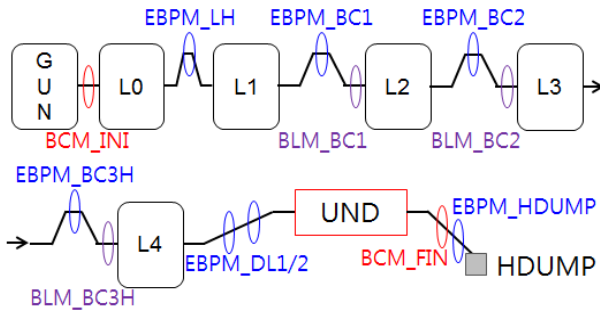 EBPM_LH EBPM_BC1 EBPM_BC2
G
U
N
L0 L1 L2 L3
BCM_INI BLM_BC1 BLM_BC2
EBPM_BC3H
L4 UND EBPM_HDUMP
EBPM_DL1/2 BCM_FIN HDUMP
BLM_BC3H